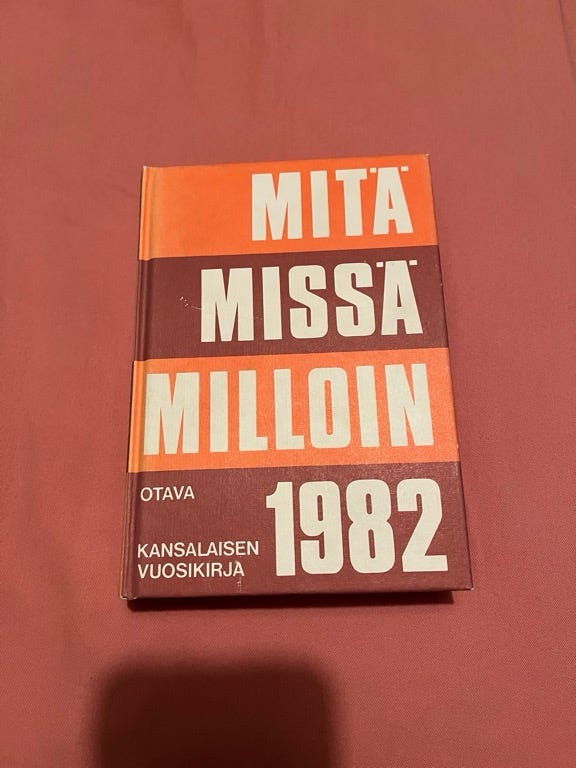 MITÄ
MISSÄ
MILLOIN
OTAVA
1982
KANSALAISEN
VUOSIKIRJA